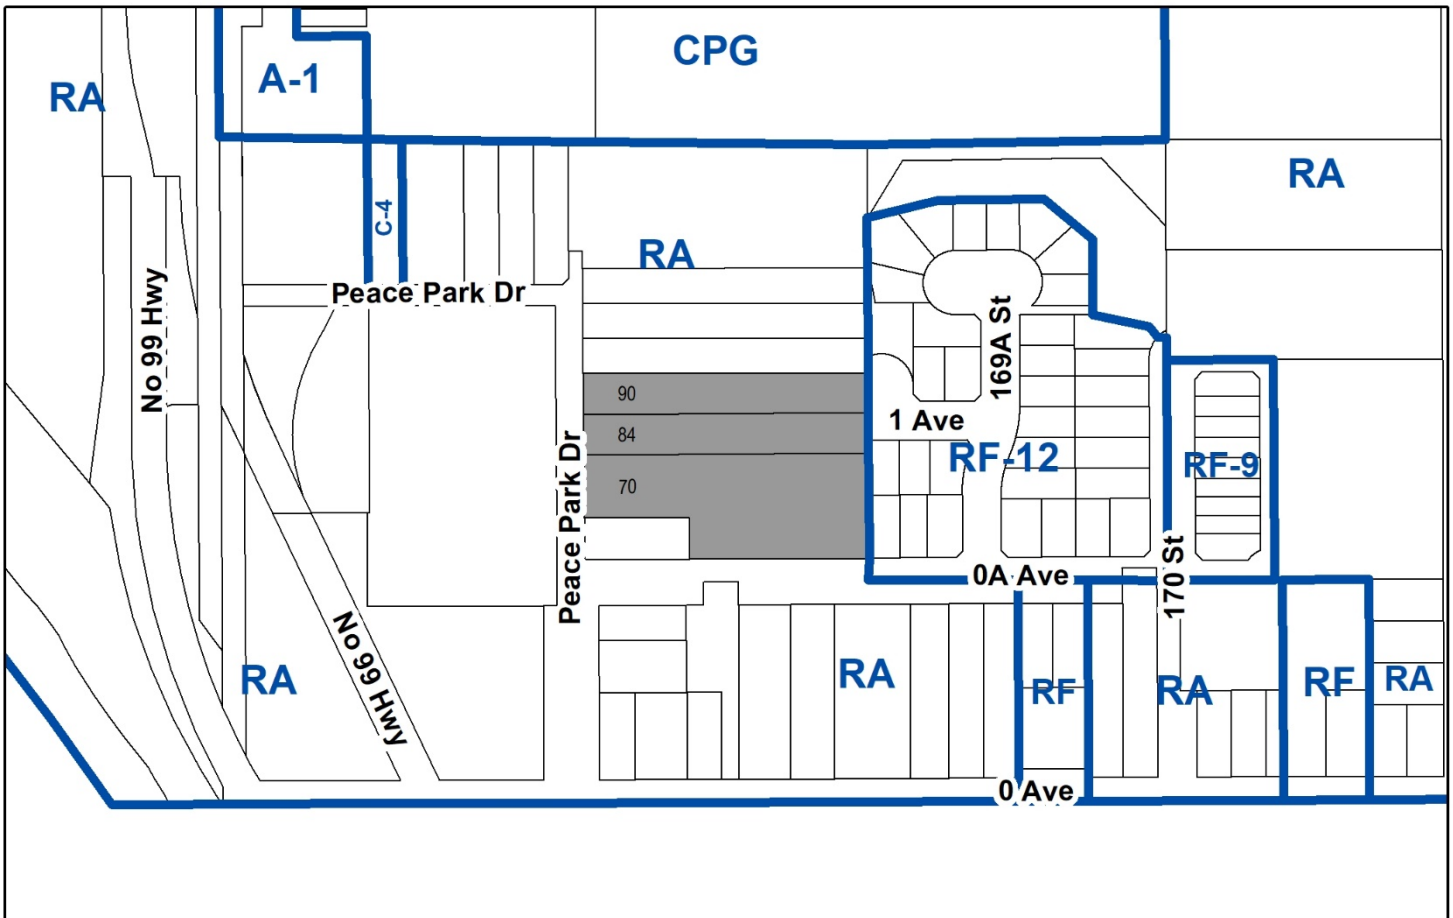 CPG
A-1
RA
RA
C-4
RA
Peace Park Dr
No 99 Hwy
169A St
90
1 Ave
84
RF-12
RF-9
70
Peace Park Dr
0A Ave
170 St
No 99 Hwy
RA
RA
RF
RA
RF
RA
0 Ave